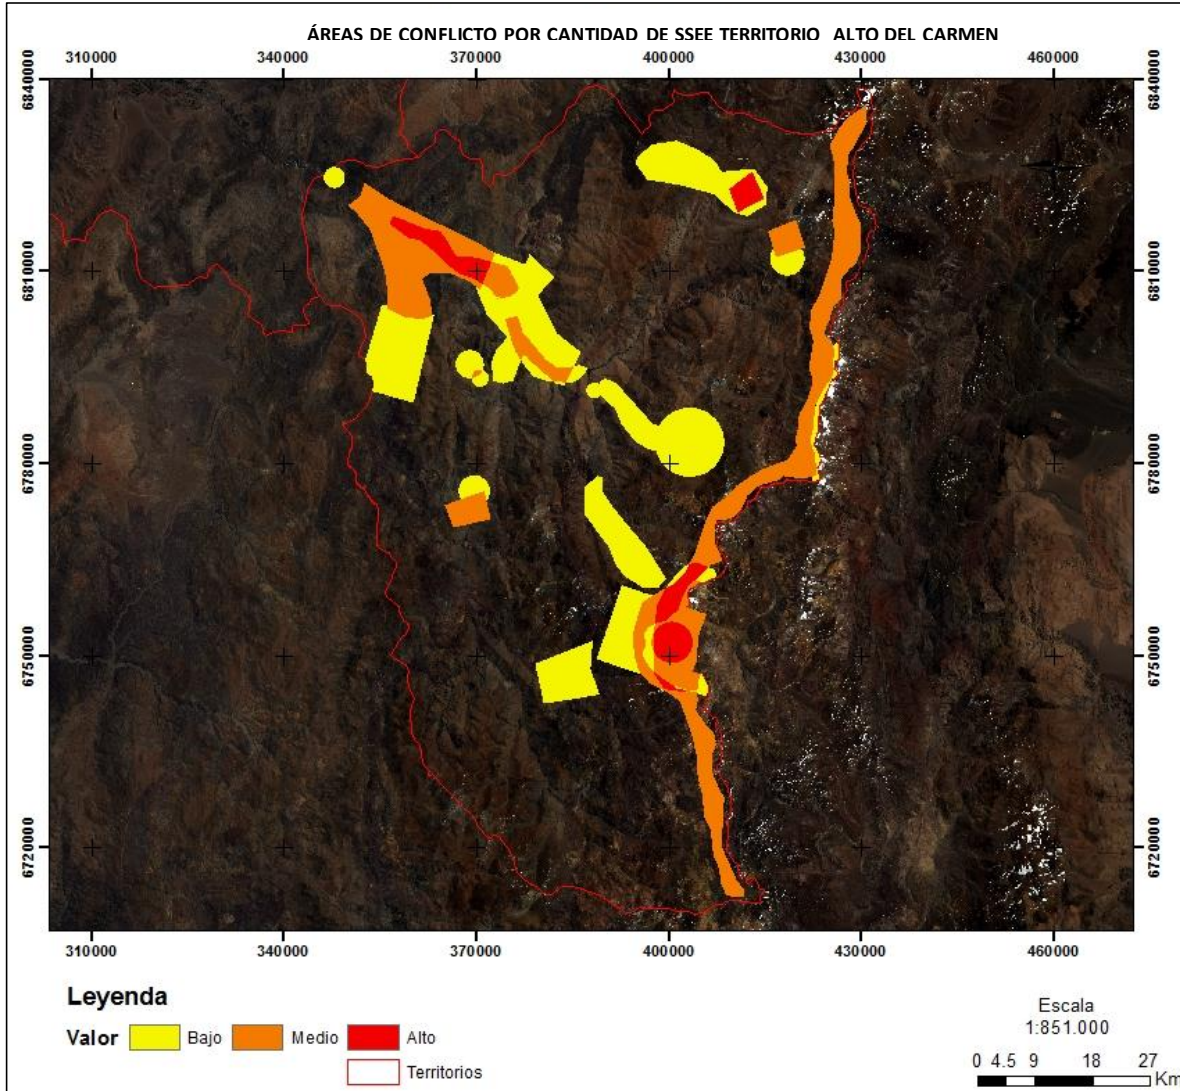 ÁREAS DE CONFLICTO POR CANTIDAD DE SSEE TERRITORIO ALTO DEL CARMEN
310000 340000 370000 400000 430000 460000
6840000 6840000
6810000 6810000
6780000 6780000
6750000 6750000
6720000 6720000
310000 340000 370000 400000 430000 460000
Leyenda
Valor Bajo Medio Alto
Territorios
Escala
1:851.000
0 4.5 9 18 27
Km